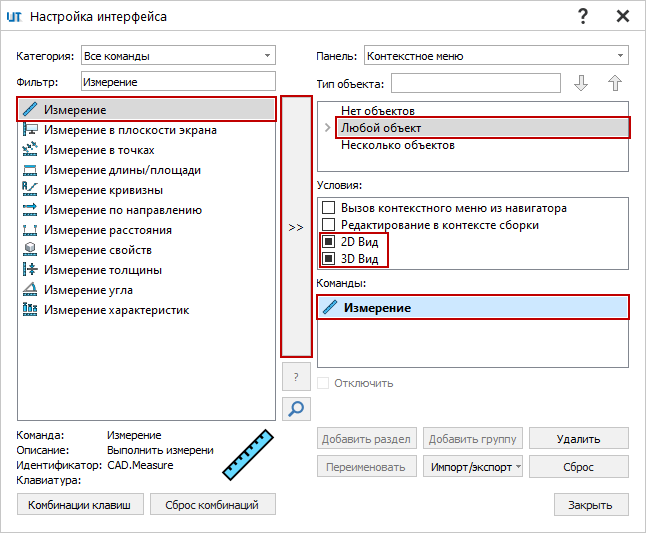 Настройка интерфейса
?
Категория: Все команды
Фильтр: Измерение
Измерение
Измерение в плоскости экрана
Измерение в точках
Измерение длины/площади
Измерение кривизны
Измерение по направлению
Измерение расстояния
Измерение свойств
Измерение толщины
Измерение угла
Измерение характеристик
>>
?
Команда: Измерение
Описание: Выполнить измерени
Идентификатор: CAD.Measure
Клавиатура:
Комбинации клавиш
Сброс комбинаций
Панель: Контекстное меню
Тип объекта:
Нет объектов
Любой объект
Несколько объектов
Условия:
Вызов контекстного меню из навигатора
Редактирование в контексте сборки
2D Вид
3D Вид
Команды:
Измерение
Отключить
Добавить раздел
Добавить группу
Удалить
Переименовать
Импорт/экспорт
Сброс
Закрыть